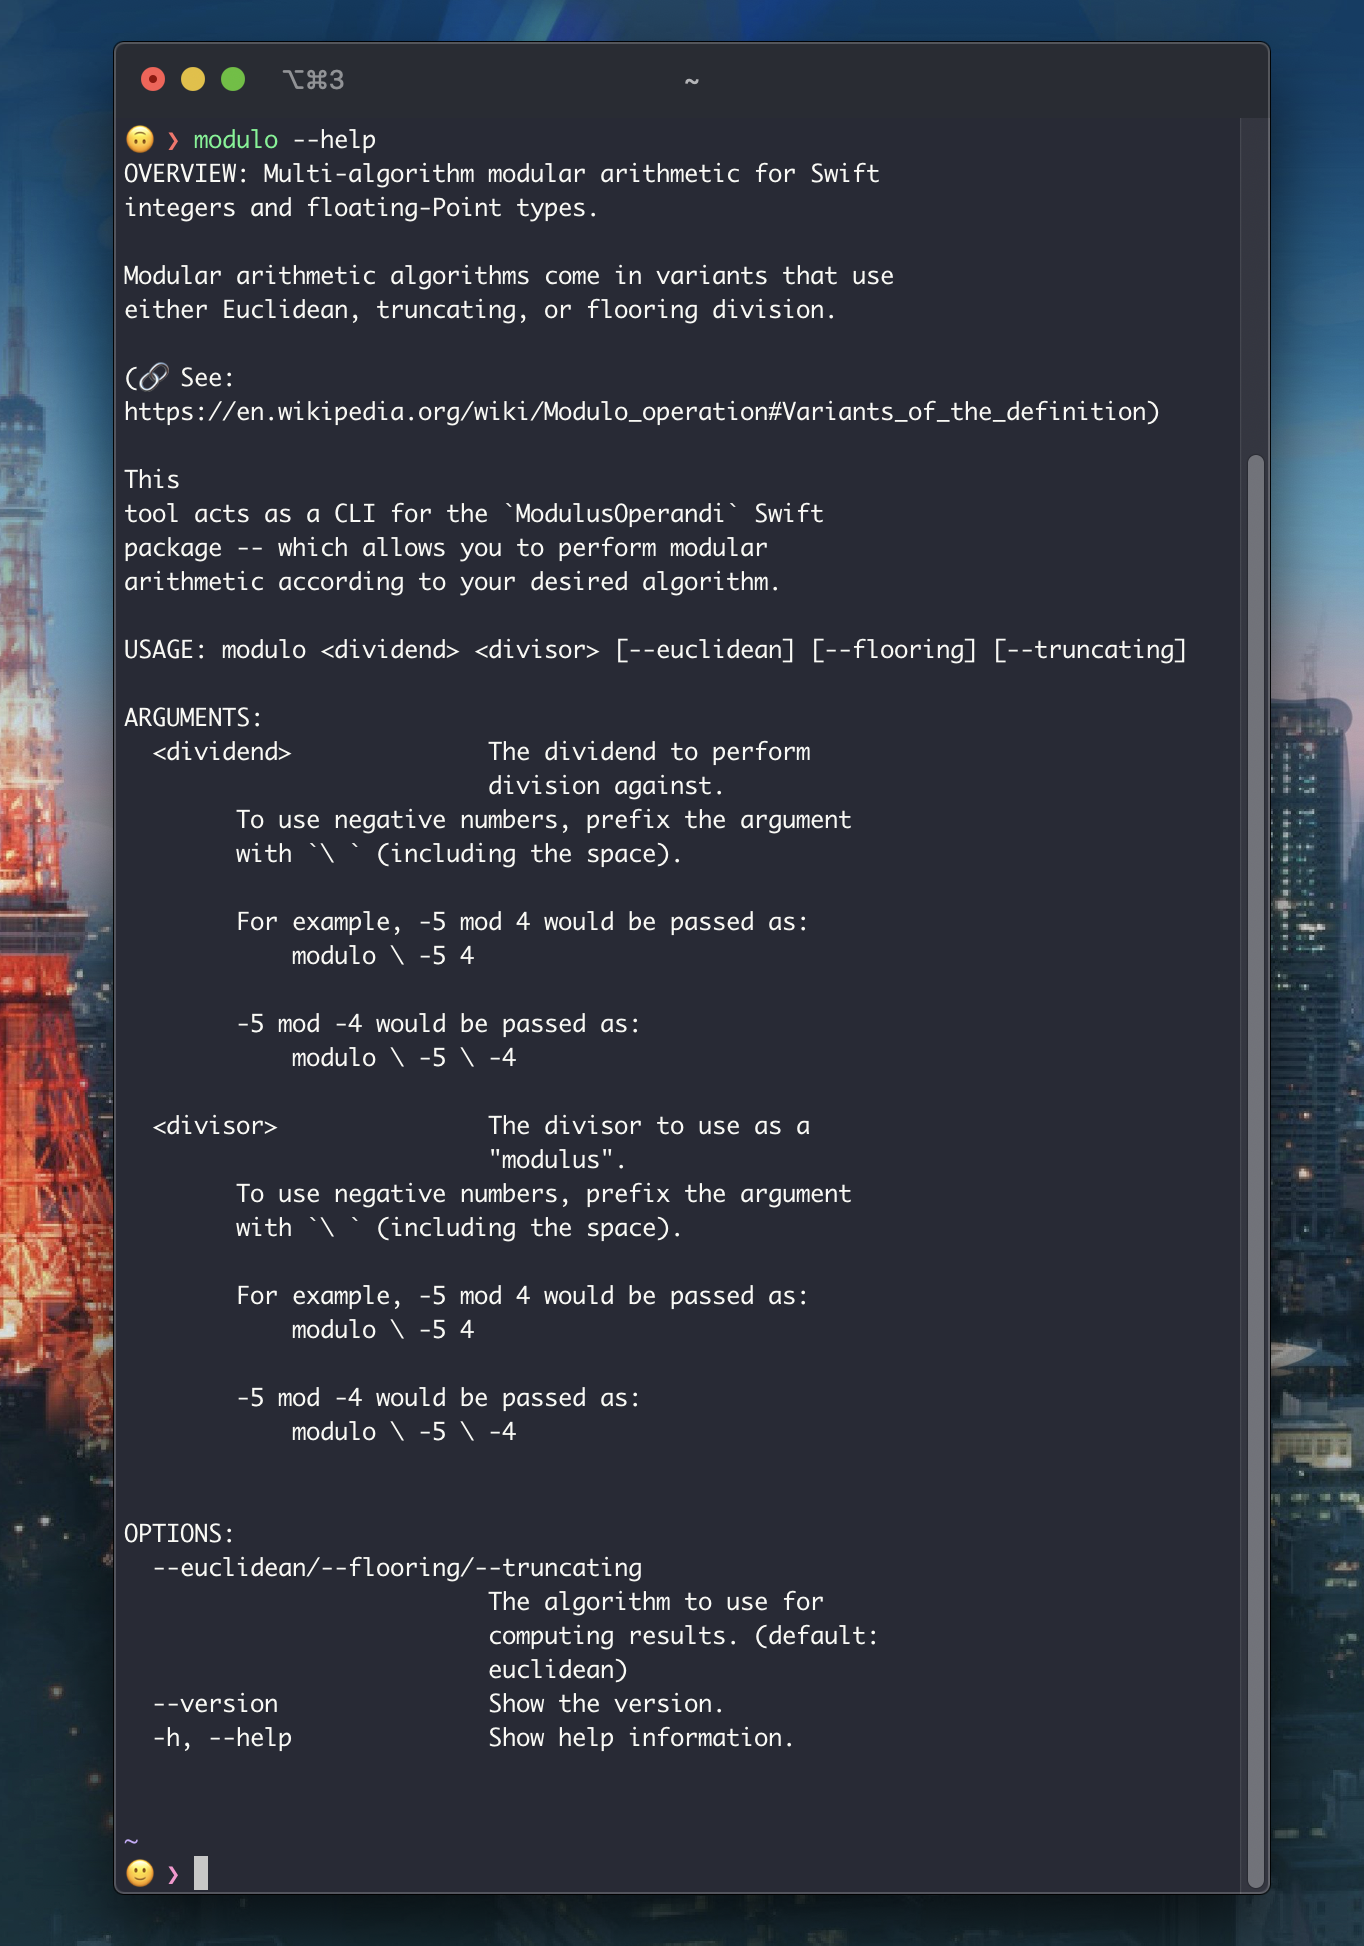 ⌥⌘3
~
🙃 ❯ modulo --help
OVERVIEW: Multi-algorithm modular arithmetic for Swift
integers and floating-Point types.

Modular arithmetic algorithms come in variants that use
either Euclidean, truncating, or flooring division.

(🔗 See:
https://en.wikipedia.org/wiki/Modulo_operation#Variants_of_the_definition)

This
tool acts as a CLI for the `ModulusOperandi` Swift
package -- which allows you to perform modular
arithmetic according to your desired algorithm.

USAGE: modulo <dividend> <divisor> [--euclidean] [--flooring] [--truncating]

ARGUMENTS:
  <dividend>              The dividend to perform
                          division against.
        To use negative numbers, prefix the argument
        with `\ ` (including the space).

        For example, -5 mod 4 would be passed as:
            modulo \ -5 4

        -5 mod -4 would be passed as:
            modulo \ -5 \ -4

  <divisor>               The divisor to use as a
                          "modulus".
        To use negative numbers, prefix the argument
        with `\ ` (including the space).

        For example, -5 mod 4 would be passed as:
            modulo \ -5 4

        -5 mod -4 would be passed as:
            modulo \ -5 \ -4

OPTIONS:
  --euclidean/--flooring/--truncating
                          The algorithm to use for
                          computing results. (default:
                          euclidean)
  --version               Show the version.
  -h, --help              Show help information.

~
🙂 ❯